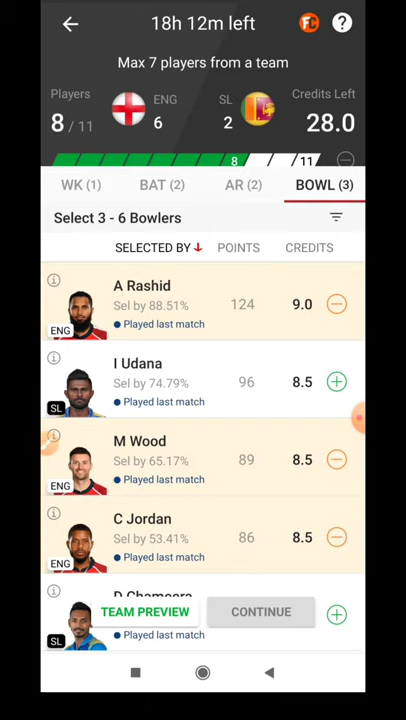 18h 12m left
FC
?
Max 7 players from a team
Players
8 / 11
ENG
6
SL
2
Credits Left
28.0
8
11
WK (1)
BAT (2)
AR (2)
BOWL (3)
Select 3 - 6 Bowlers
SELECTED BY
POINTS
CREDITS
A Rashid
Sel by 88.51%
124
9.0
Played last match
ENG
I Udana
Sel by 74.79%
96
8.5
Played last match
SL
M Wood
Sel by 65.17%
89
8.5
Played last match
ENG
C Jordan
Sel by 53.41%
86
8.5
Played last match
ENG
D Chameera
TEAM PREVIEW
CONTINUE
Played last match
SL